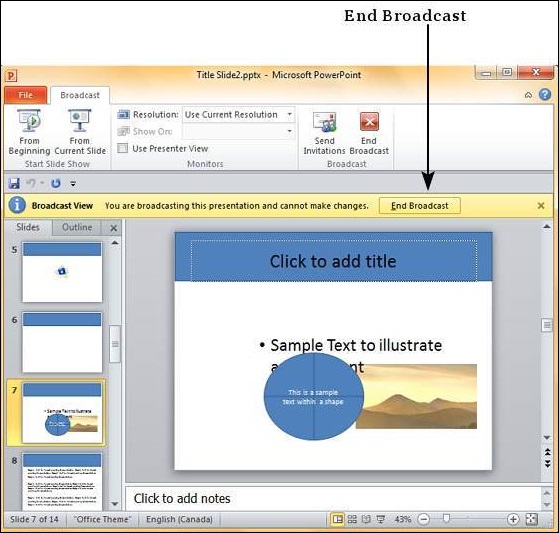 End Broadcast
Title Slide2.pptx - Microsoft PowerPoint
File
Broadcast
From Beginning
From Current Slide
Start Slide Show
Resolution: Use Current Resolution
Show On:
Use Presenter View
Monitors
Send Invitations
End Broadcast
Broadcast
Broadcast View You are broadcasting this presentation and cannot make changes. End Broadcast
Slides
Outline
5
6
7
Sample Text to illustrate
8
Click to add title
• Sample Text to illustrate
This is a sample
text within a shape
Click to add notes
Slide 7 of 14 "Office Theme" English (Canada) 43%